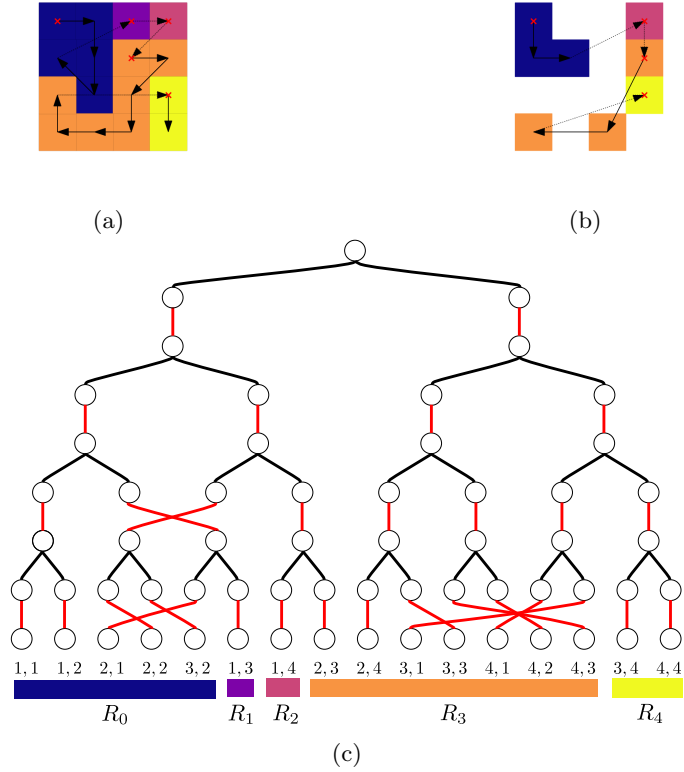 (a) (b)
1, 1 1, 2 2, 1 2, 2 3, 2 1, 3 1, 4 2, 3 2, 4 3, 1 3, 3 4, 1 4, 2 4, 3 3, 4 4, 4
R0 R1 R2 R3 R4
(c)